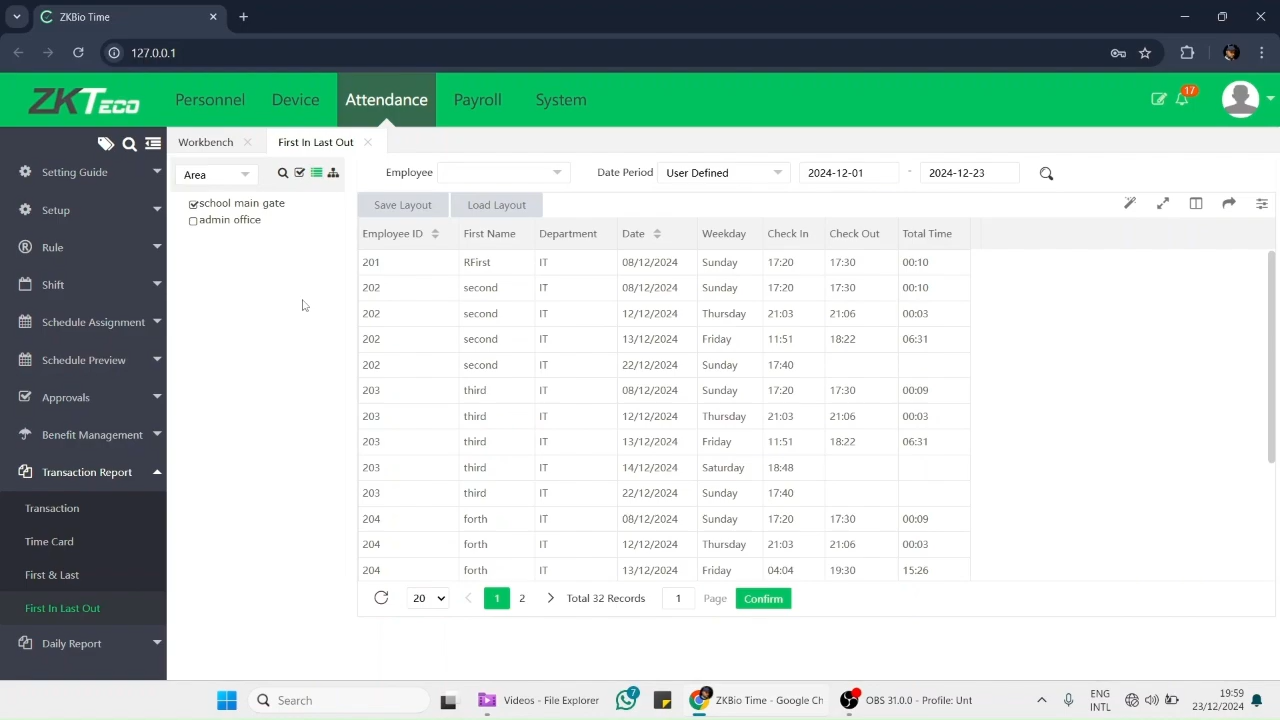 ZKBio Time
127.0.0.1
ZKTeco
Personnel
Device
Attendance
Payroll
System
17
Workbench
First In Last Out
Setting Guide
Setup
Rule
Shift
Schedule Assignment
Schedule Preview
Approvals
Benefit Management
Transaction Report
Transaction
Time Card
First & Last
First In Last Out
Daily Report
Area
school main gate
admin office
Employee
Date Period User Defined 2024-12-01 - 2024-12-23
Save Layout Load Layout
Employee ID First Name Department Date Weekday Check In Check Out Total Time
201 RFirst IT 08/12/2024 Sunday 17:20 17:30 00:10
202 second IT 08/12/2024 Sunday 17:20 17:30 00:10
202 second IT 12/12/2024 Thursday 21:03 21:06 00:03
202 second IT 13/12/2024 Friday 11:51 18:22 06:31
202 second IT 22/12/2024 Sunday 17:40
203 third IT 08/12/2024 Sunday 17:20 17:30 00:09
203 third IT 12/12/2024 Thursday 21:03 21:06 00:03
203 third IT 13/12/2024 Friday 11:51 18:22 06:31
203 third IT 14/12/2024 Saturday 18:48
203 third IT 22/12/2024 Sunday 17:40
204 forth IT 08/12/2024 Sunday 17:20 17:30 00:09
204 forth IT 12/12/2024 Thursday 21:03 21:06 00:03
204 forth IT 13/12/2024 Friday 04:04 19:30 15:26
20 1 2 Total 32 Records 1 Page Confirm
Search
Videos - File Explorer
7
ZKBio Time - Google Ch
OBS 31.0.0 - Profile: Unt
ENG
INTL
19:59
23/12/2024